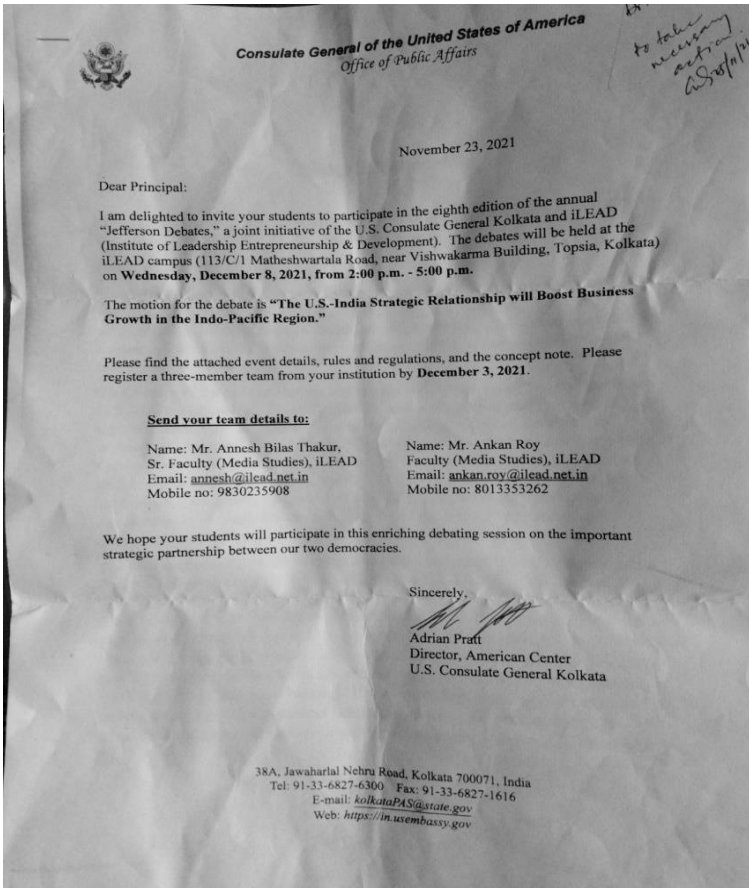 Consulate General of the United States of America
Office of Public Affairs
to take
necessary
action
November 23, 2021
Dear Principal:
I am delighted to invite your students to participate in the eighth edition of the annual
“Jefferson Debates,” a joint initiative of the U.S. Consulate General Kolkata and iLEAD
(Institute of Leadership Entrepreneurship & Development). The debates will be held at the
iLEAD campus (113/C/1 Matheshwartala Road, near Vishwakarma Building, Topsia, Kolkata)
on Wednesday, December 8, 2021, from 2:00 p.m. - 5:00 p.m.
The motion for the debate is “The U.S.-India Strategic Relationship will Boost Business
Growth in the Indo-Pacific Region.”
Please find the attached event details, rules and regulations, and the concept note. Please
register a three-member team from your institution by December 3, 2021.
Send your team details to:
Name: Mr. Annesh Bilas Thakur,
Sr. Faculty (Media Studies), iLEAD
Email: annesh@ilead.net.in
Mobile no: 9830235908
Name: Mr. Ankan Roy
Faculty (Media Studies), iLEAD
Email: ankan.roy@ilead.net.in
Mobile no: 8013353262
We hope your students will participate in this enriching debating session on the important
strategic partnership between our two democracies.
Sincerely,
Adrian Pratt
Director, American Center
U.S. Consulate General Kolkata
38A, Jawaharlal Nehru Road, Kolkata 700071, India
Tel: 91-33-6827-6300 Fax: 91-33-6827-1616
E-mail: kolkataPAS@state.gov
Web: https://in.usembassy.gov